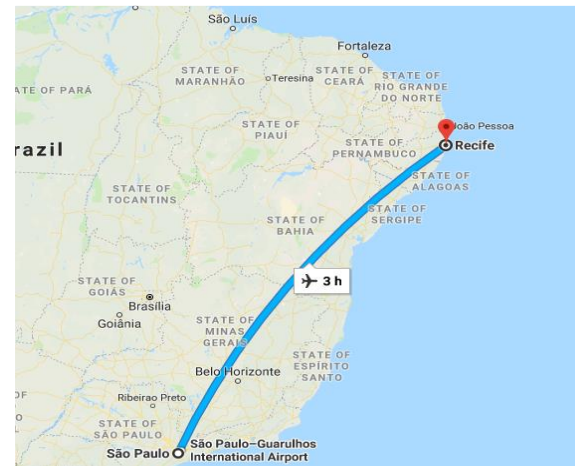 São Luís
Fortaleza
STATE OF
MARANHÃO
Teresina
STATE OF
CEARÁ
STATE OF
RIO GRANDE
DO NORTE
ATE OF PARÁ
João Pessoa
STATE OF
PIAUÍ
STATE OF
PERNAMBUCO
Recife
razil
STATE OF
ALAGOAS
STATE OF
TOCANTINS
STATE OF
SERGIPE
STATE OF
BAHIA
3 h
STATE OF
GOIÁS
Brasília
Goiânia
STATE OF
MINAS
GERAIS
STATE OF
ESPÍRITO
SANTO
Belo Horizonte
Ribeirao Preto
OF
O
STATE OF
SÃO PAULO
São Paulo
São Paulo–Guarulhos
International Airport